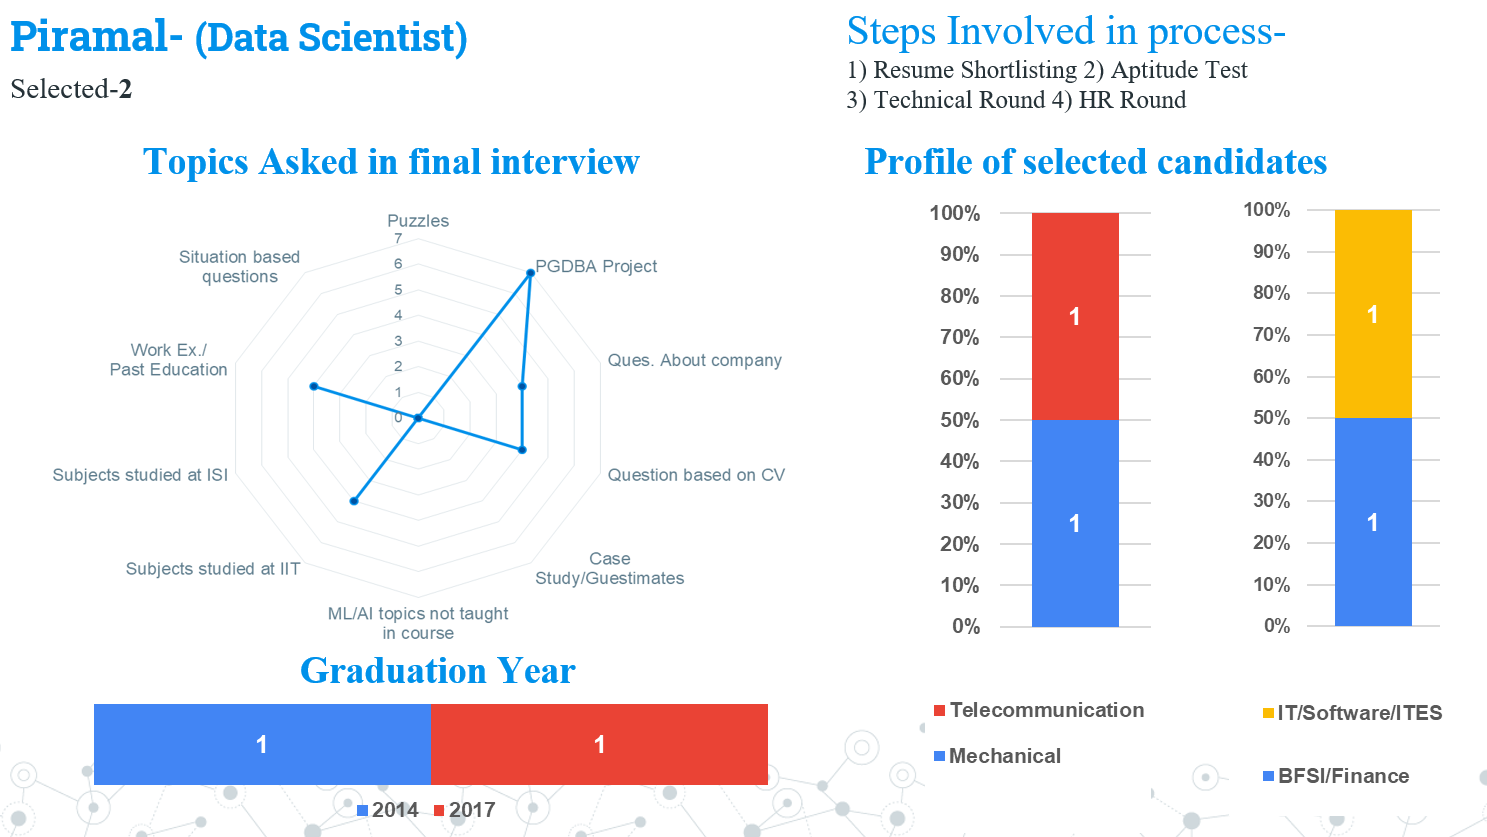 Piramal- (Data Scientist)
Selected-2
Steps Involved in process-
1) Resume Shortlisting 2) Aptitude Test
3) Technical Round 4) HR Round
Topics Asked in final interview
Puzzles
PGDBA Project
Ques. About company
Question based on CV
Case
Study/Guestimates
ML/AI topics not taught
in course
Subjects studied at IIT
Subjects studied at ISI
Work Ex./
Past Education
Situation based
questions
7
6
5
4
3
2
1
0
Graduation Year
1
1
2014
2017
Profile of selected candidates
100%
90%
80%
70%
60%
50%
40%
30%
20%
10%
0%
1
1
Telecommunication
Mechanical
100%
90%
80%
70%
60%
50%
40%
30%
20%
10%
0%
1
1
IT/Software/ITES
BFSI/Finance